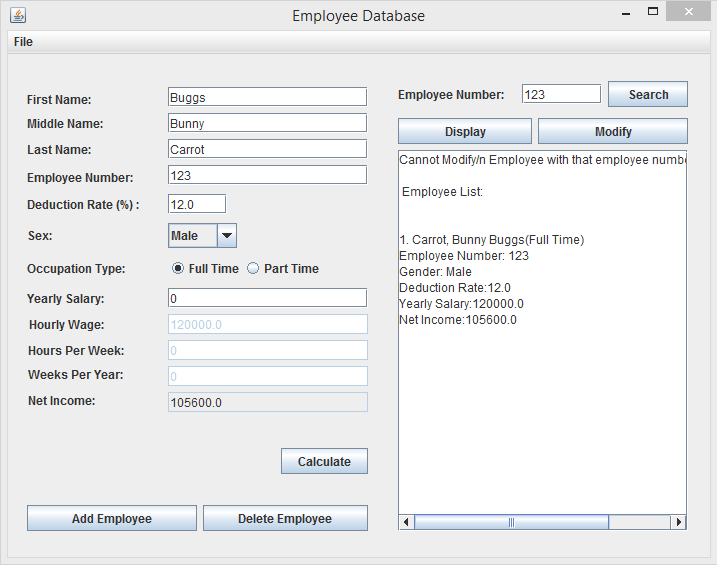 Employee Database
File
First Name: Buggs
Middle Name: Bunny
Last Name: Carrot
Employee Number: 123
Deduction Rate (%) : 12.0
Sex: Male
Occupation Type: Full Time Part Time
Yearly Salary: 0
Hourly Wage: 120000.0
Hours Per Week: 0
Weeks Per Year: 0
Net Income: 105600.0
Calculate
Add Employee Delete Employee
Employee Number: 123 Search
Display Modify
Cannot Modify/n Employee with that employee numbe
Employee List:
1. Carrot, Bunny Buggs(Full Time)
Employee Number: 123
Gender: Male
Deduction Rate:12.0
Yearly Salary:120000.0
Net Income:105600.0